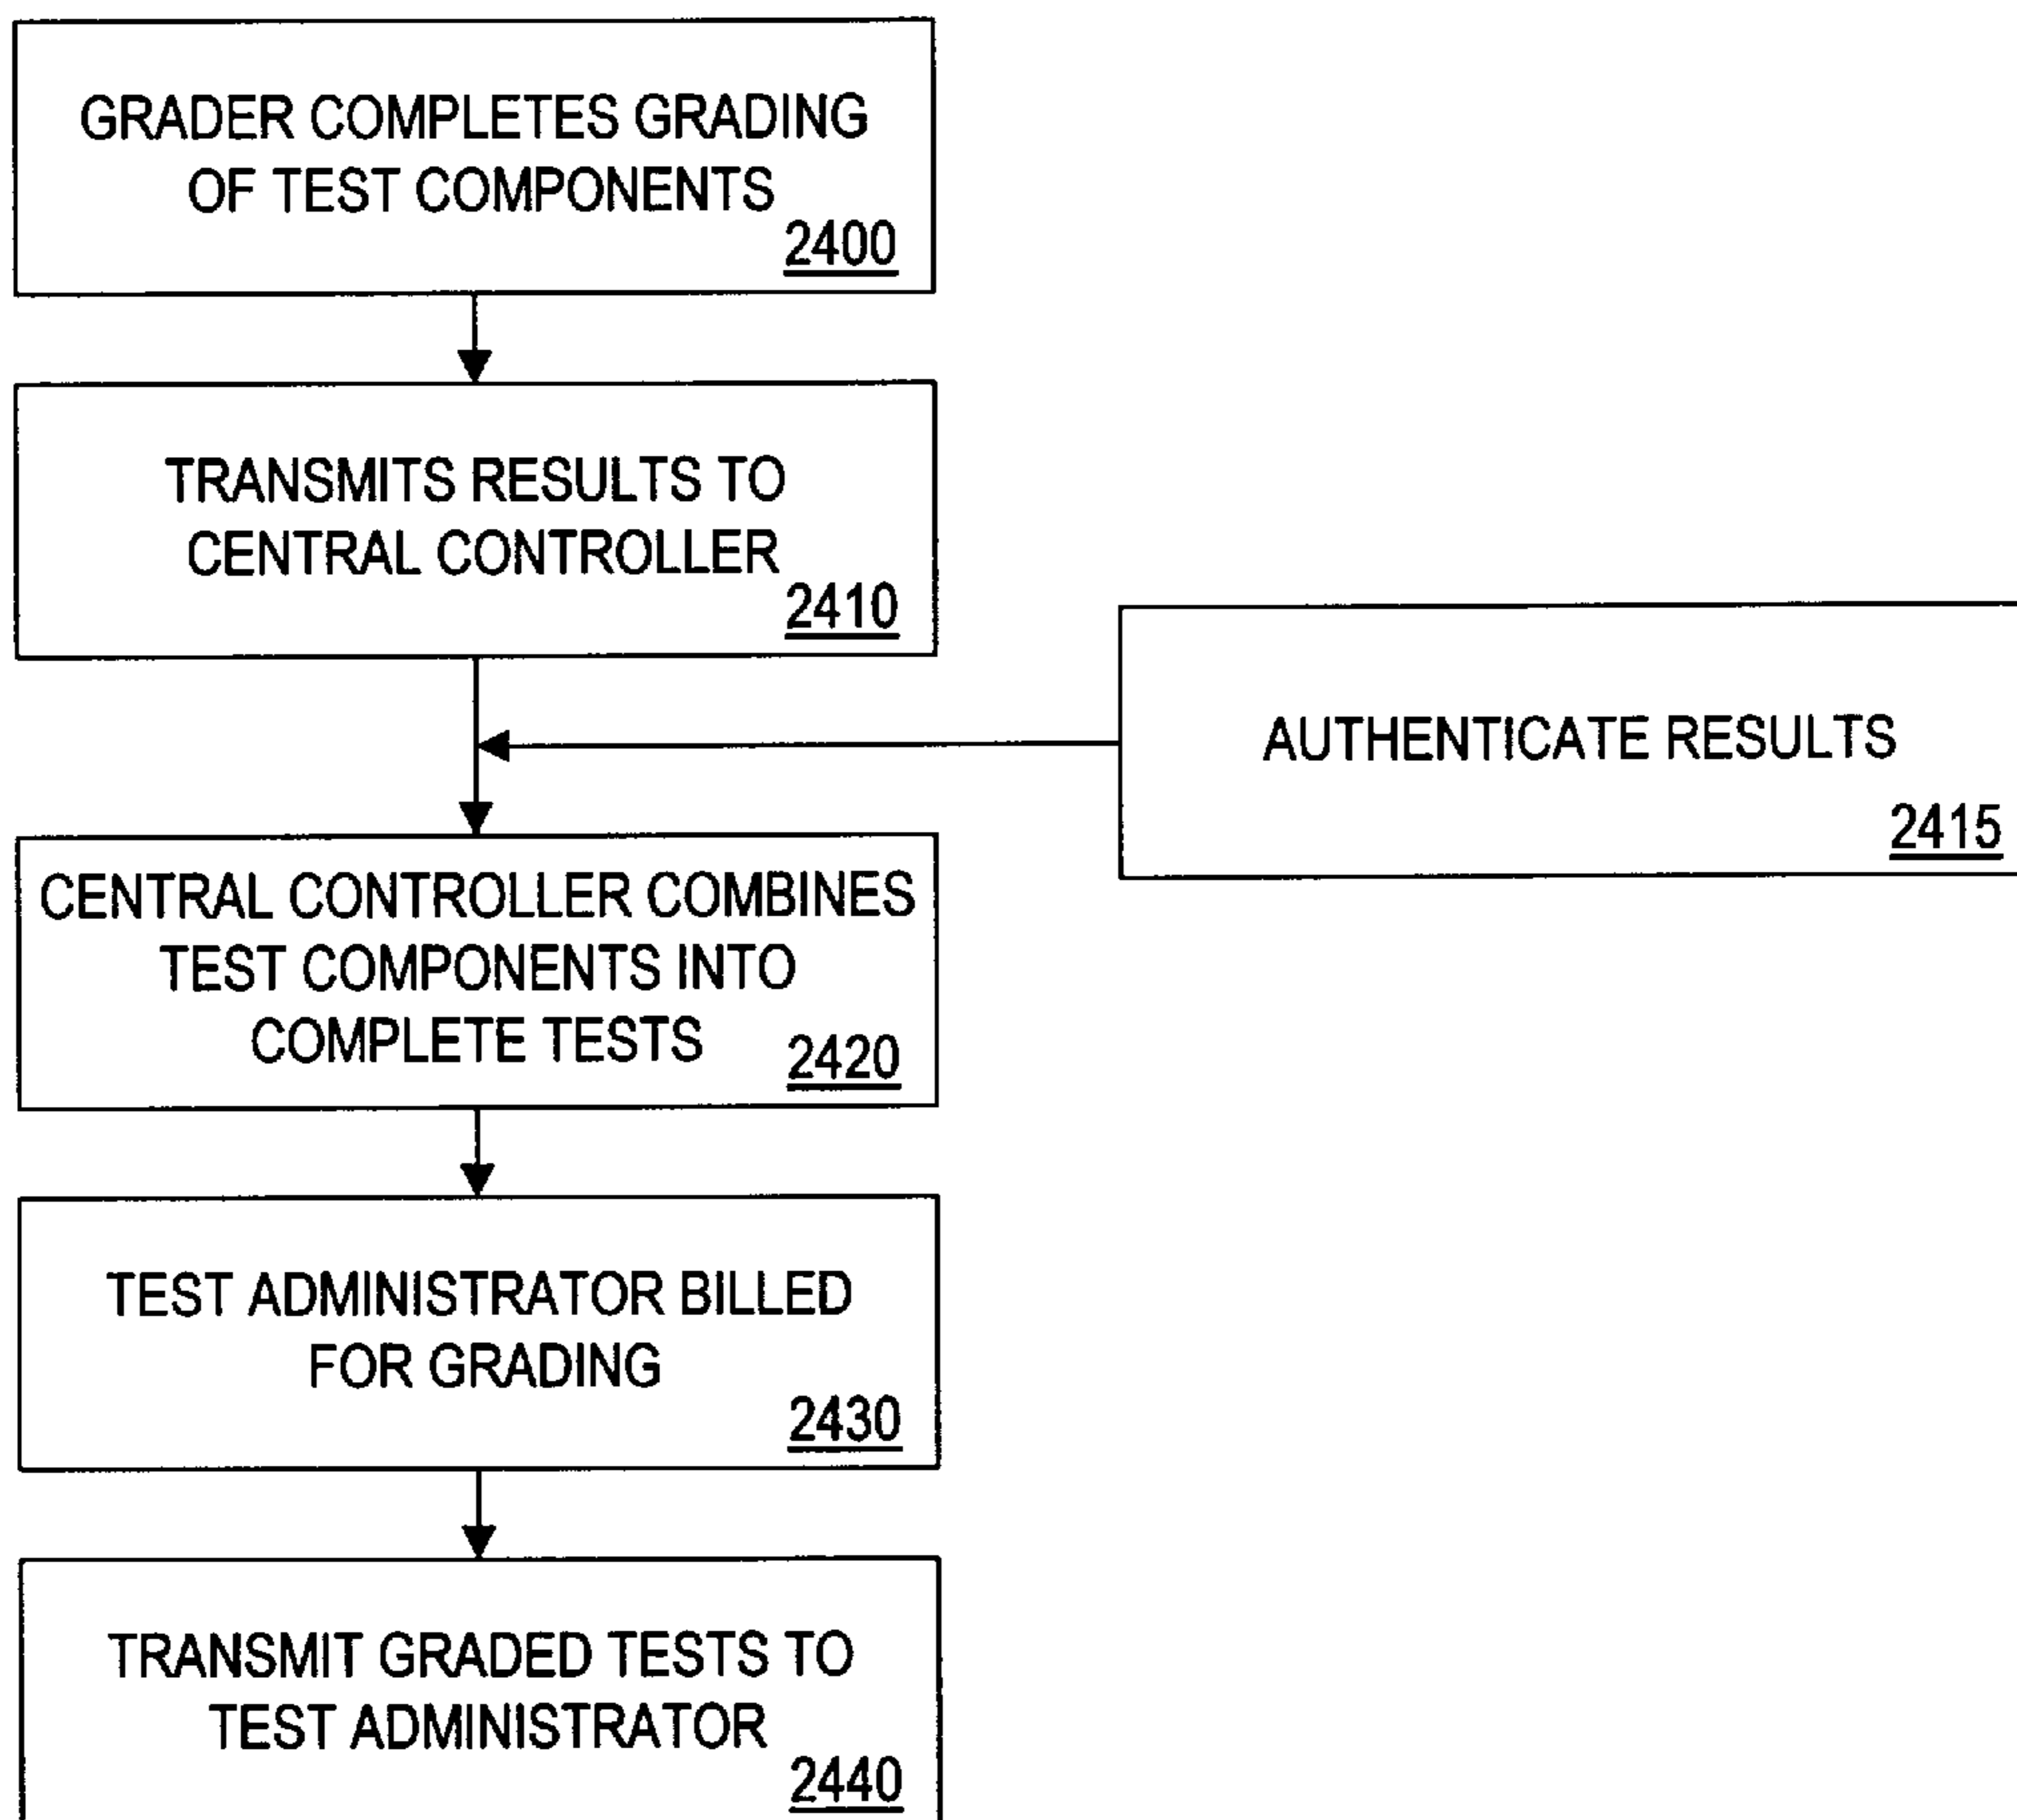 GRADER COMPLETES GRADING
OF TEST COMPONENTS
2400
TRANSMITS RESULTS TO
CENTRAL CONTROLLER
2410
AUTHENTICATE RESULTS
2415
CENTRAL CONTROLLER COMBINES
TEST COMPONENTS INTO
COMPLETE TESTS
2420
TEST ADMINISTRATOR BILLED
FOR GRADING
2430
TRANSMIT GRADED TESTS TO
TEST ADMINISTRATOR
2440